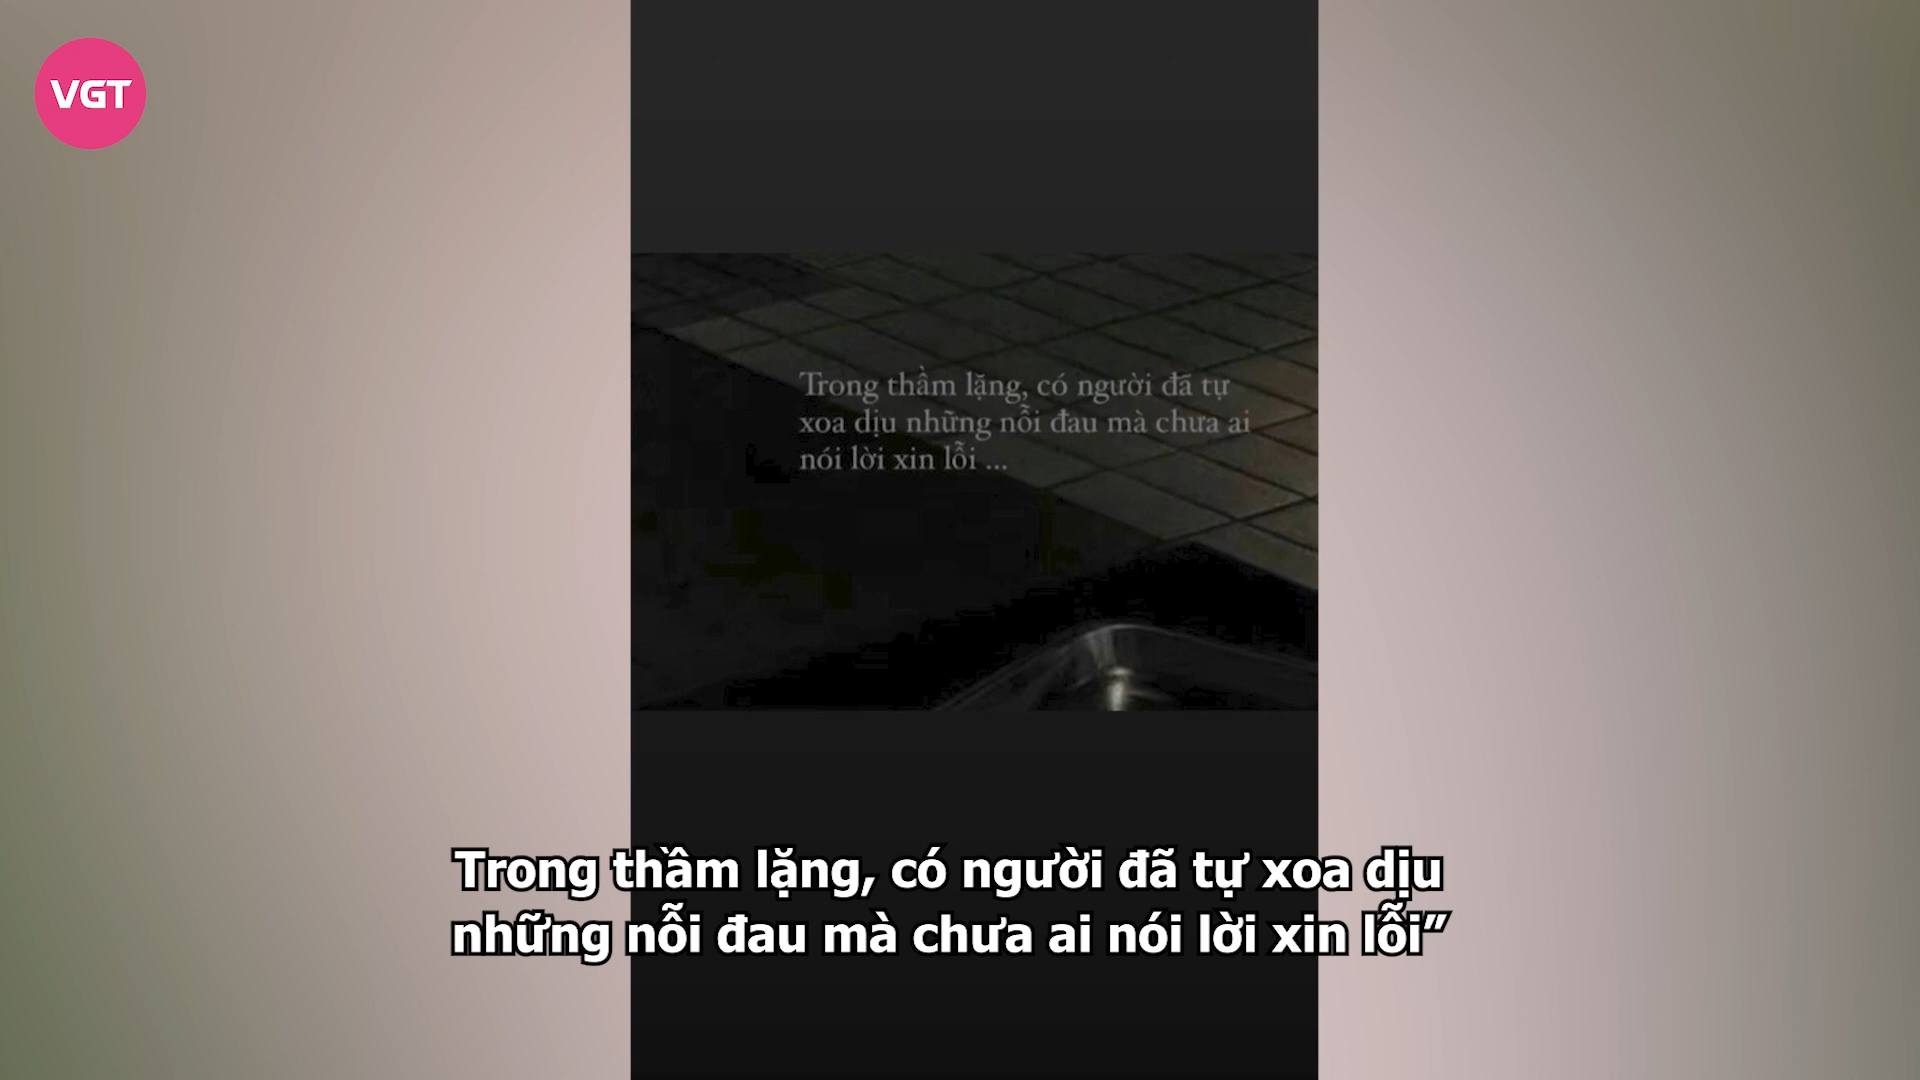 VGT
Trong thầm lặng, có người đã tự
xoa dịu những nỗi đau mà chưa ai
nói lời xin lỗi ...
Trong thầm lặng, có người đã tự xoa dịu
những nỗi đau mà chưa ai nói lời xin lỗi”